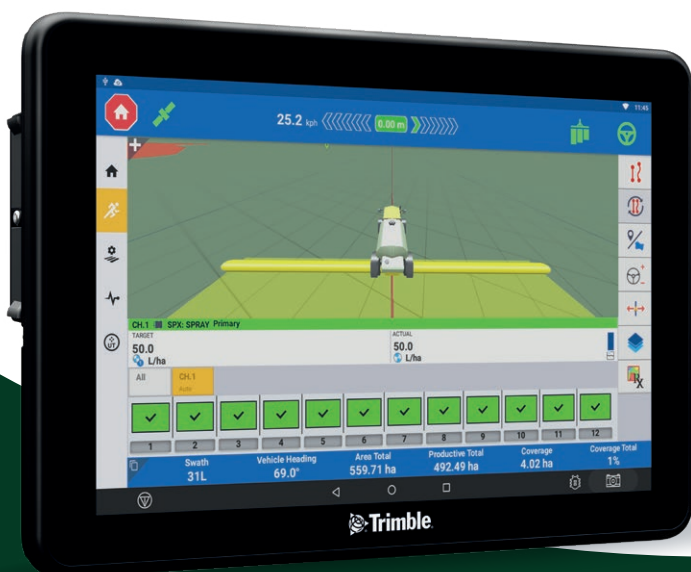 11:45
25.2 kph
0.00 m
CH.1 SPX: SPRAY Primary
TARGET
50.0
L/ha
ACTUAL
50.0
L/ha
All
CH.1
Auto
1 2 3 4 5 6 7 8 9 10 11 12
Swath
31L
Vehicle Heading
69.0°
Area Total
559.71 ha
Productive Total
492.49 ha
Coverage
4.02 ha
Coverage Total
1%
UT
Rx
Trimble.